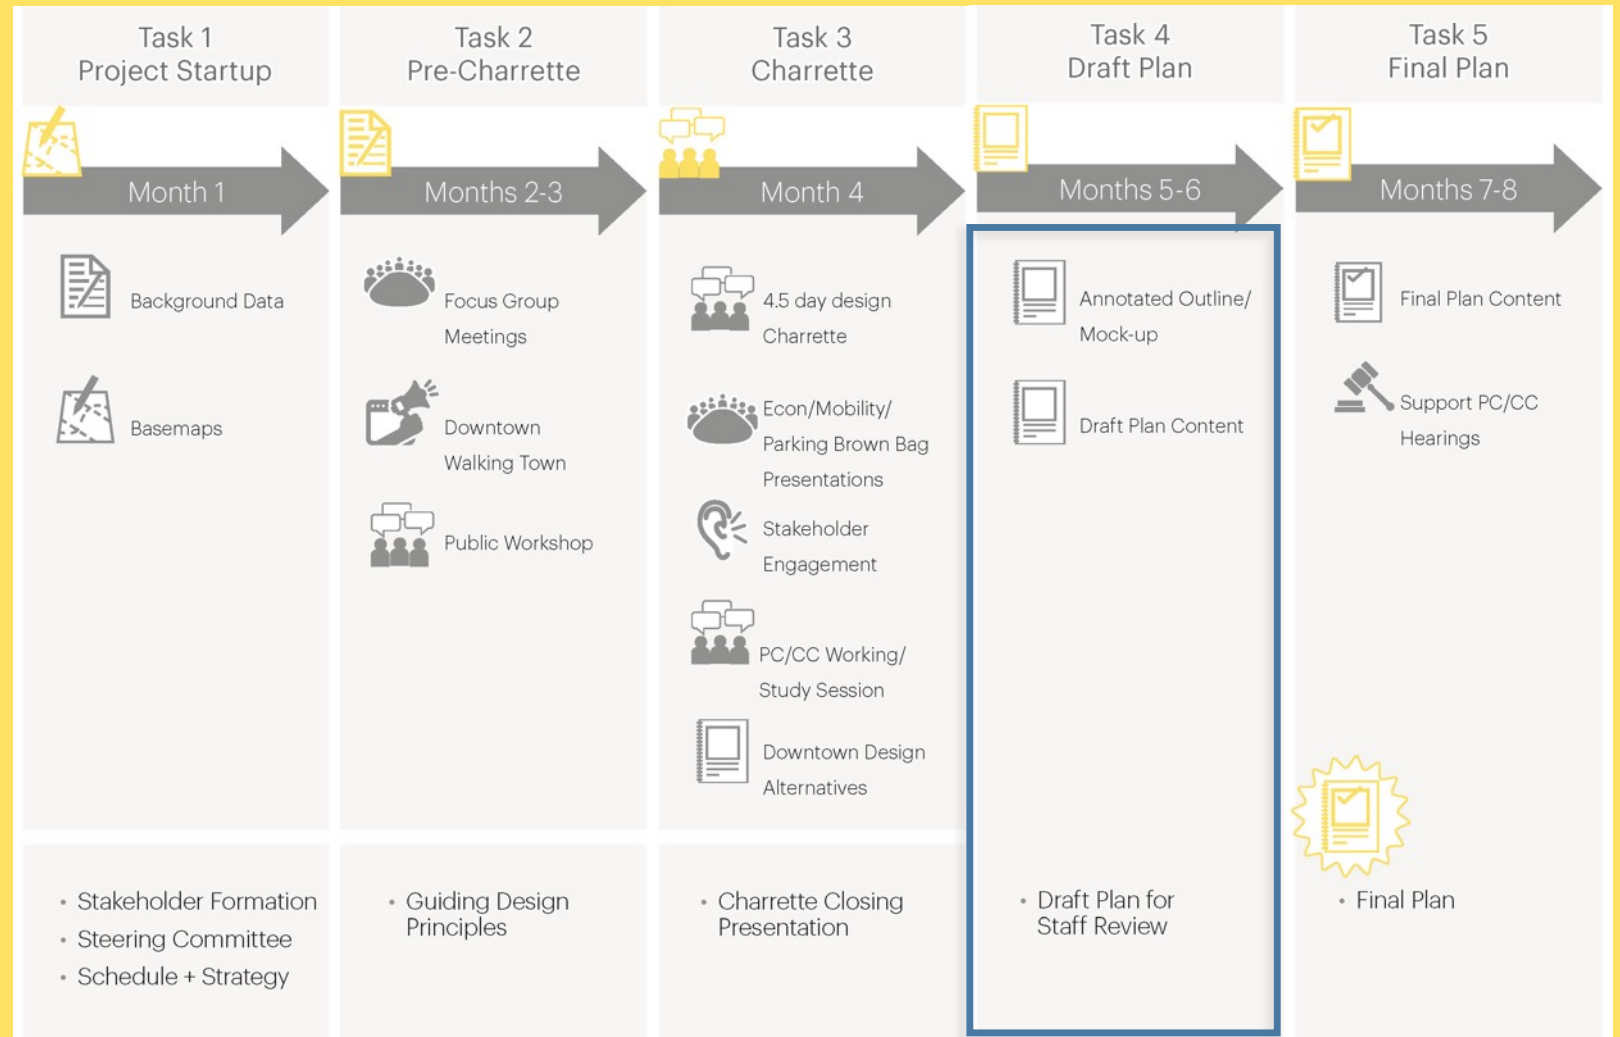 Task 1
Project Startup
Month 1
Background Data
Basemaps
• Stakeholder Formation
• Steering Committee
• Schedule + Strategy
Task 2
Pre-Charrette
Months 2-3
Focus Group
Meetings
Downtown
Walking Town
Public Workshop
• Guiding Design
Principles
Task 3
Charrette
Month 4
4.5 day design
Charrette
Econ/Mobility/
Parking Brown Bag
Presentations
Stakeholder
Engagement
PC/CC Working/
Study Session
Downtown Design
Alternatives
• Charrette Closing
Presentation
Task 4
Draft Plan
Months 5-6
Annotated Outline/
Mock-up
Draft Plan Content
• Draft Plan for
Staff Review
Task 5
Final Plan
Months 7-8
Final Plan Content
Support PC/CC
Hearings
• Final Plan